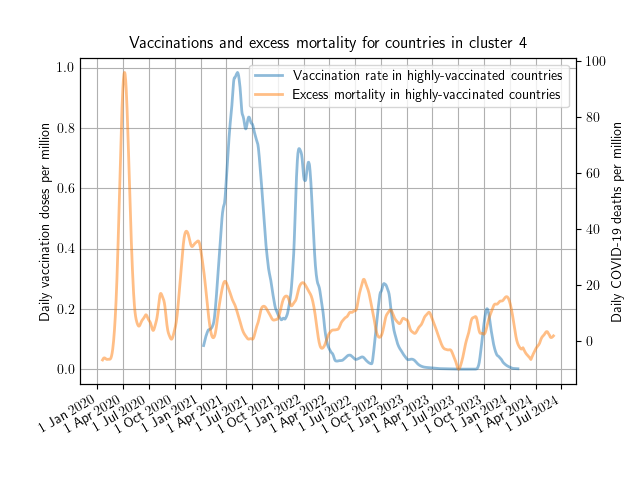 Vaccinations and excess mortality for countries in cluster 4
Vaccination rate in highly-vaccinated countries
Excess mortality in highly-vaccinated countries
Daily vaccination doses per million
1.0
0.8
0.6
0.4
0.2
0.0
100
80
60
40
20
0
Daily COVID-19 deaths per million
1 Jan 2020
1 Apr 2020
1 Jul 2020
1 Oct 2020
1 Jan 2021
1 Apr 2021
1 Jul 2021
1 Oct 2021
1 Jan 2022
1 Apr 2022
1 Jul 2022
1 Oct 2022
1 Jan 2023
1 Apr 2023
1 Jul 2023
1 Oct 2023
1 Jan 2024
1 Apr 2024
1 Jul 2024